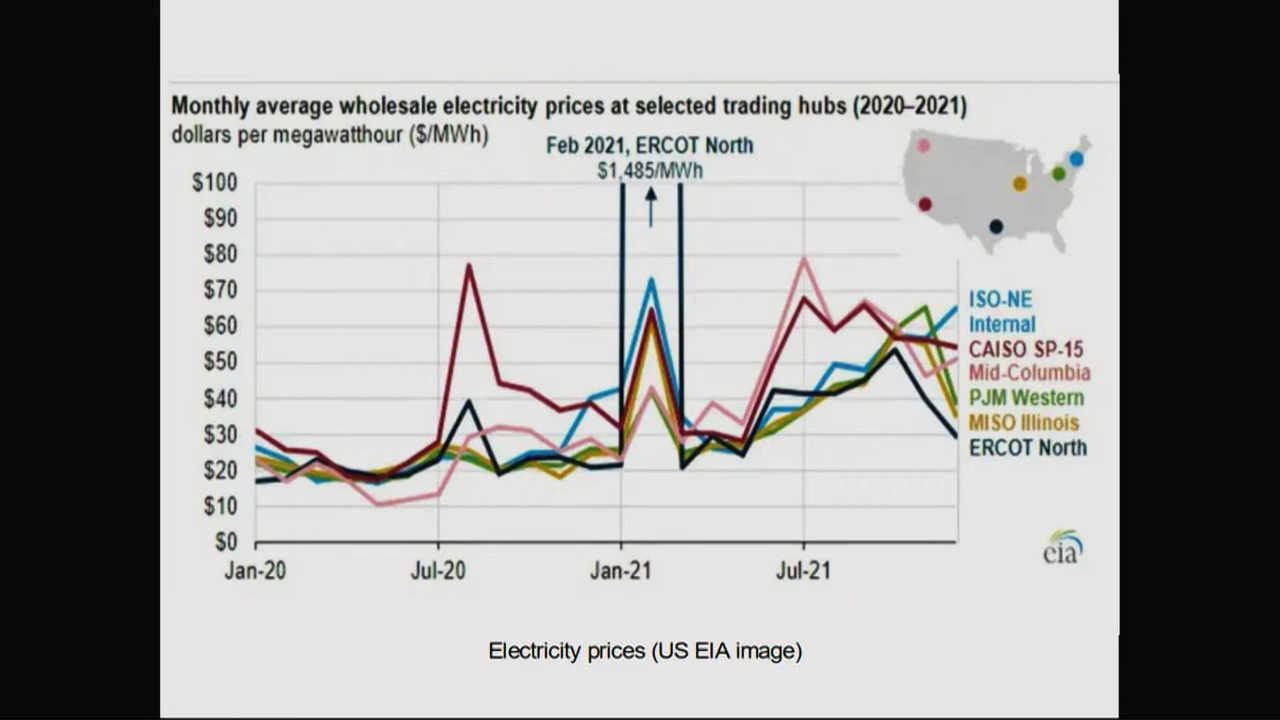 Monthly average wholesale electricity prices at selected trading hubs (2020–2021)
dollars per megawatthour ($/MWh)
Feb 2021, ERCOT North
$1,485/MWh
$100
$90
$80
$70
$60
$50
$40
$30
$20
$10
$0
Jan-20
Jul-20
Jan-21
Jul-21
ISO-NE
Internal
CAISO SP-15
Mid-Columbia
PJM Western
MISO Illinois
ERCOT North
eia
Electricity prices (US EIA image)